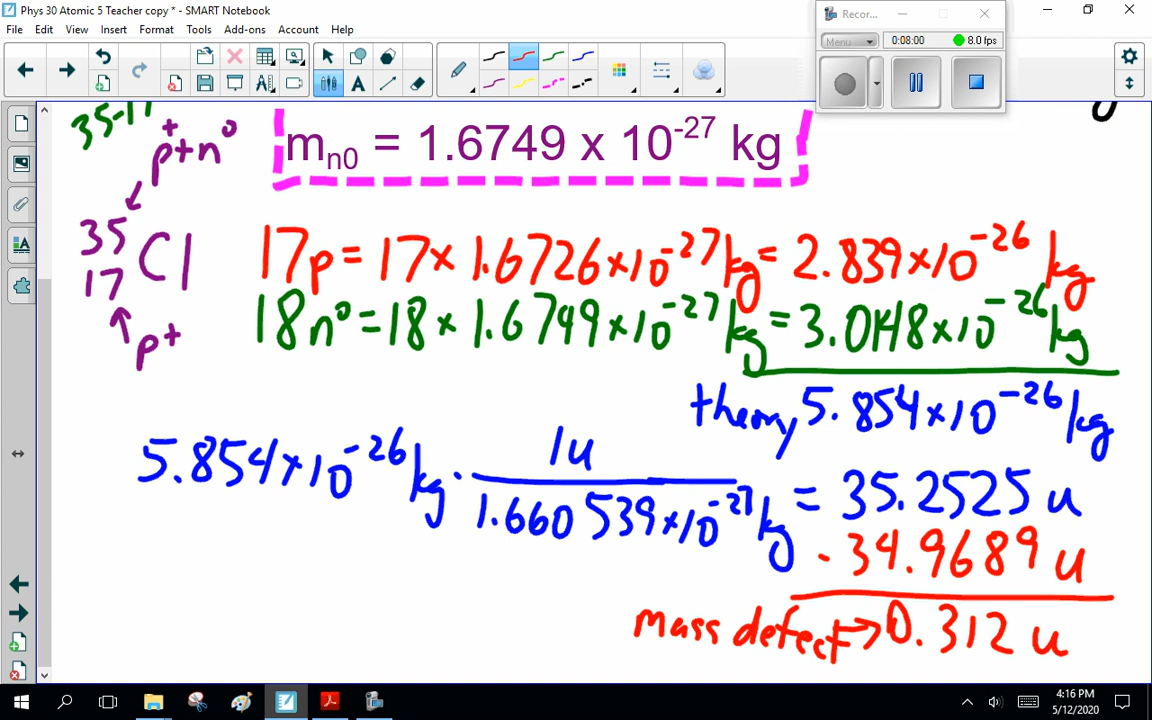 Phys 30 Atomic 5 Teacher copy * - SMART Notebook
File Edit View Insert Format Tools Add-ons Account Help
Recor...
Menu 0:08:00 8.0 fps
35-17
p⁺+n⁰
mn0 = 1.6749 x 10⁻²⁷ kg
35
17 Cl
p+
17p = 17 × 1.6726×10⁻²⁷ kg = 2.839×10⁻²⁶ kg
18n⁰ = 18 × 1.6749×10⁻²⁷ kg = 3.0148×10⁻²⁶ kg
theory 5.854×10⁻²⁶ kg
5.854×10⁻²⁶ kg · 1u / 1.660539×10⁻²⁷ kg = 35.2525 u
- 34.9689 u
mass defect → 0.312 u
4:16 PM
5/12/2020